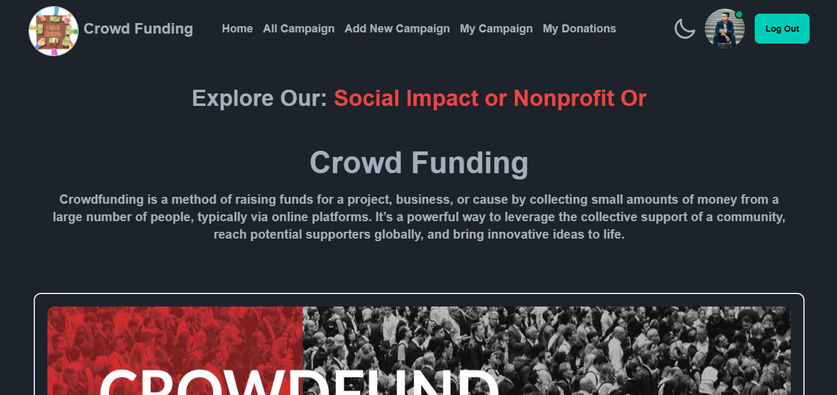 Crowd Funding
Home
All Campaign
Add New Campaign
My Campaign
My Donations
Log Out
Explore Our: Social Impact or Nonprofit Or
Crowd Funding
Crowdfunding is a method of raising funds for a project, business, or cause by collecting small amounts of money from a
large number of people, typically via online platforms. It’s a powerful way to leverage the collective support of a community,
reach potential supporters globally, and bring innovative ideas to life.
CROWDFUND